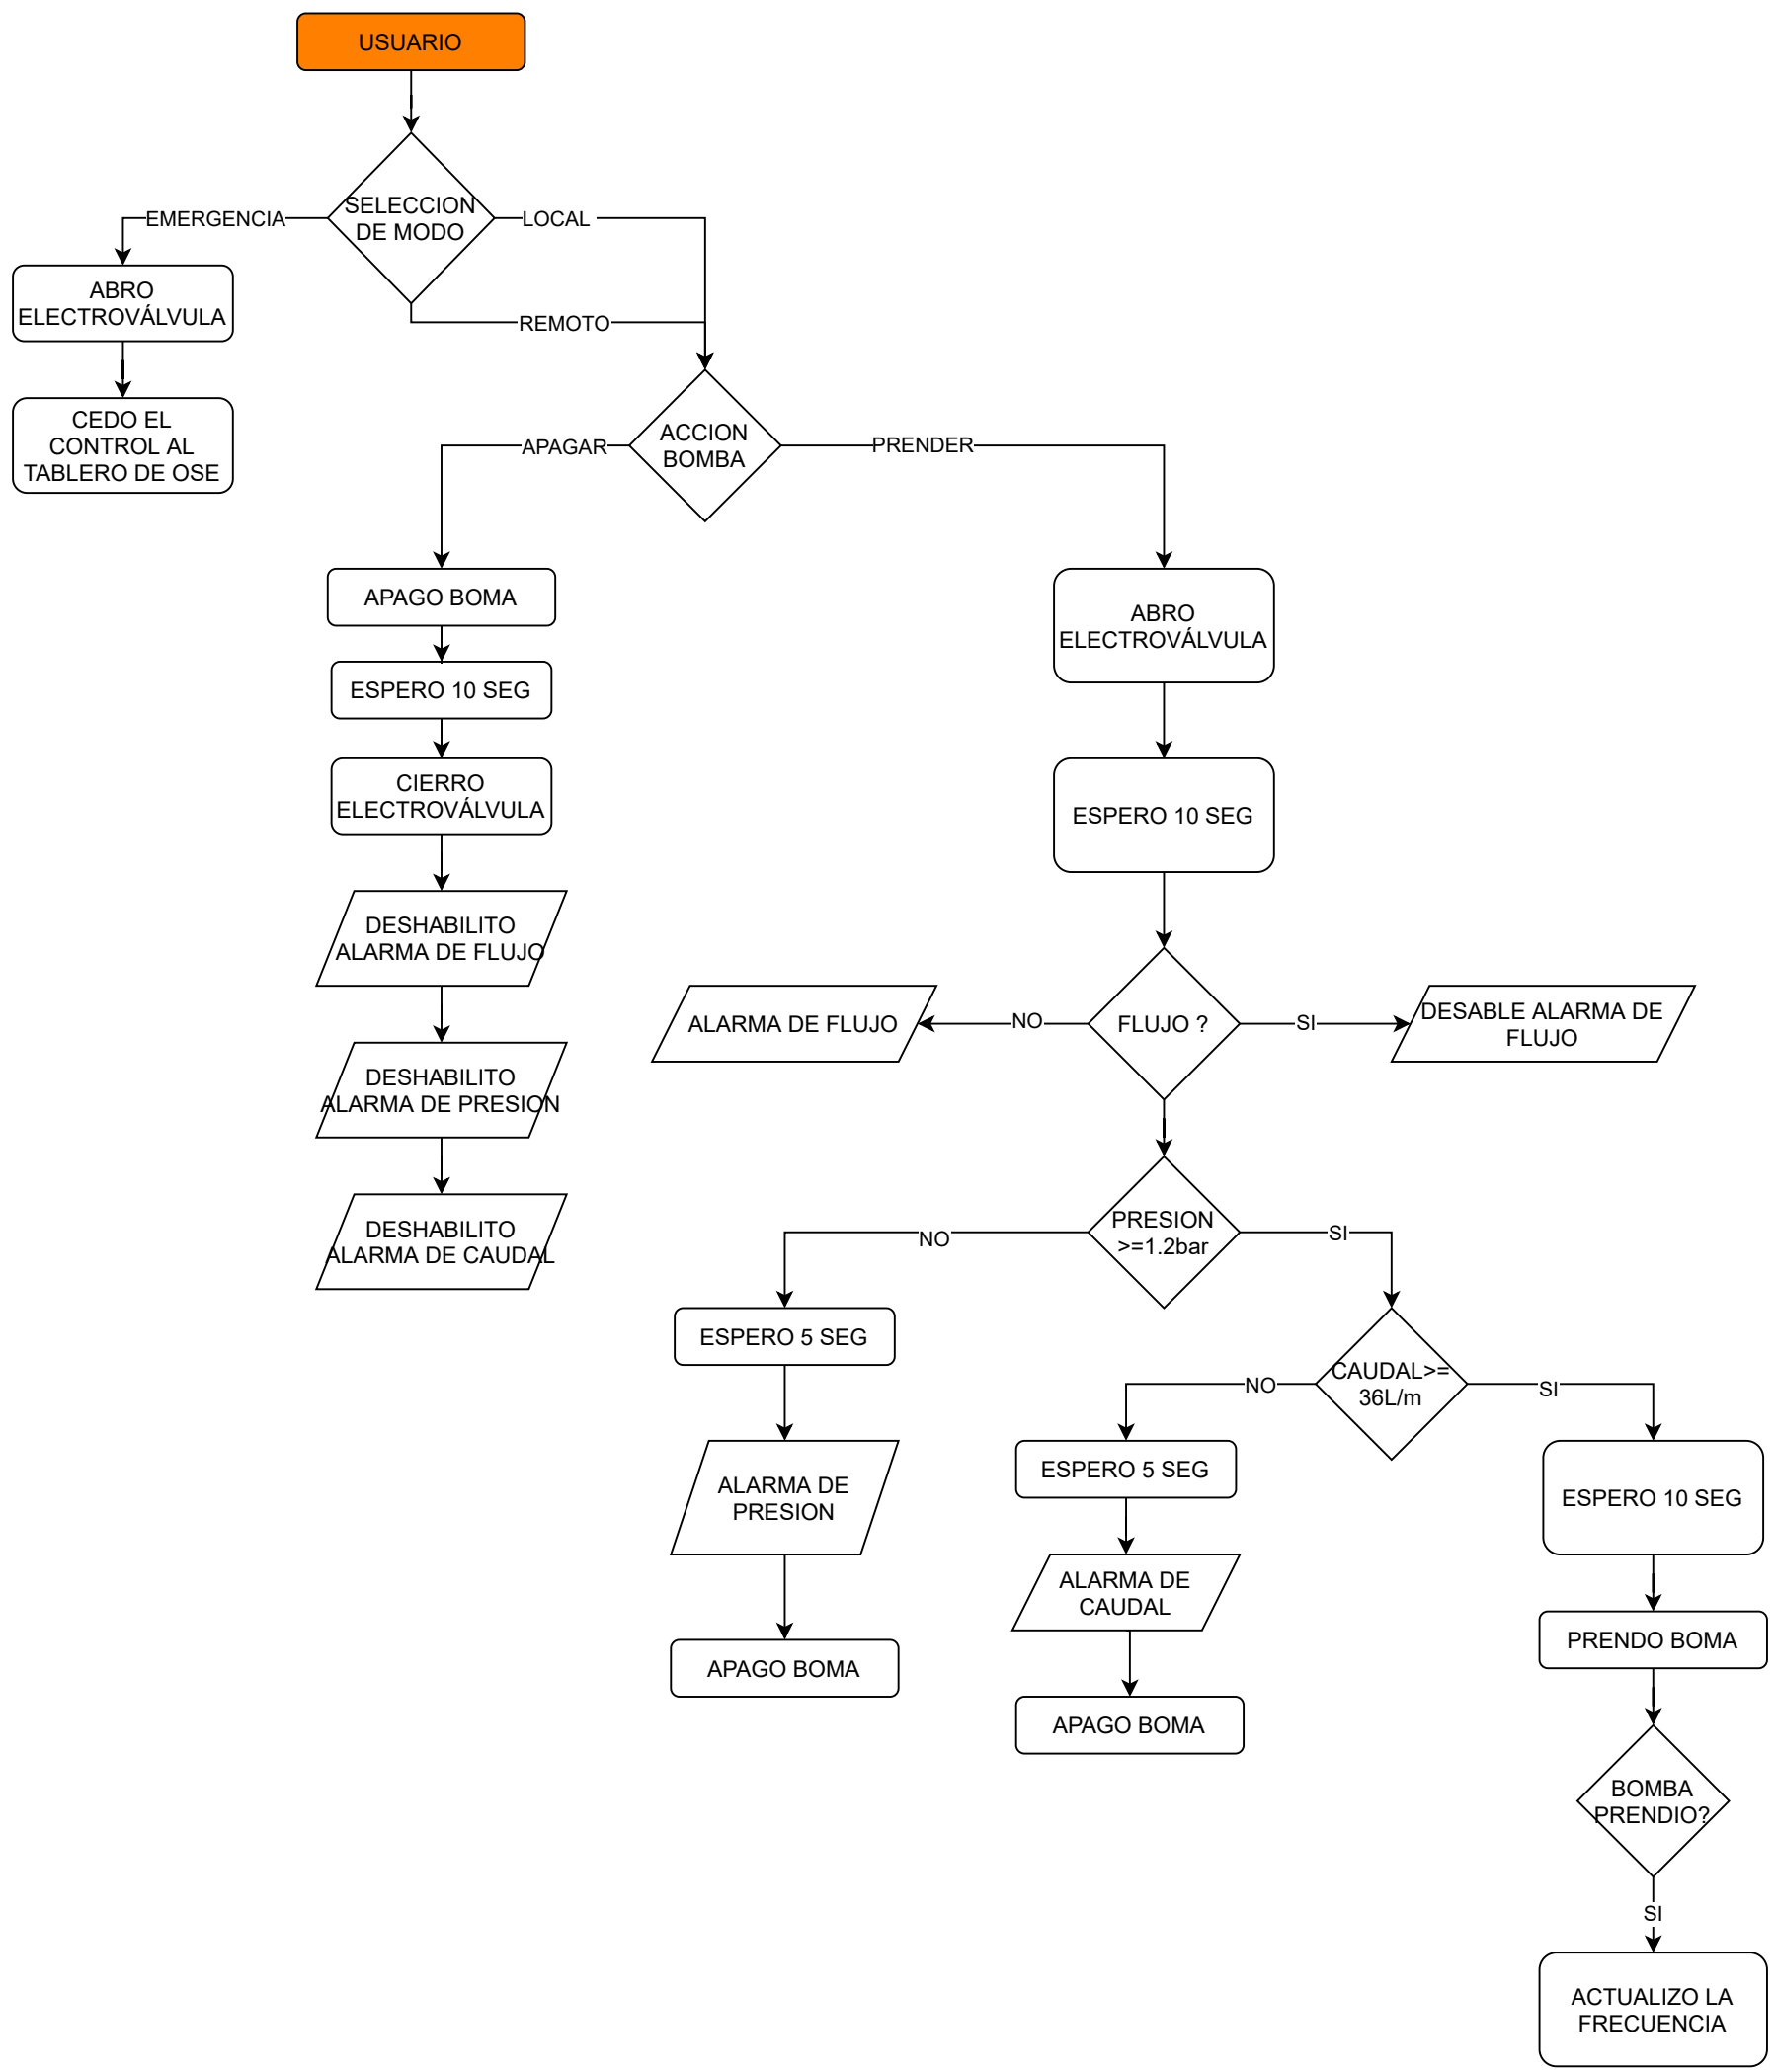 USUARIO
SELECCION
DE MODO
EMERGENCIA
LOCAL
REMOTO
ABRO
ELECTROVÁLVULA
CEDO EL
CONTROL AL
TABLERO DE OSE
ACCION
BOMBA
APAGAR
PRENDER
APAGO BOMA
ESPERO 10 SEG
CIERRO
ELECTROVÁLVULA
DESHABILITO
ALARMA DE FLUJO
DESHABILITO
ALARMA DE PRESION
DESHABILITO
ALARMA DE CAUDAL
ABRO
ELECTROVÁLVULA
ESPERO 10 SEG
FLUJO ?
NO
ALARMA DE FLUJO
SI
DESABLE ALARMA DE
FLUJO
PRESION
>=1.2bar
NO
SI
ESPERO 5 SEG
ALARMA DE
PRESION
APAGO BOMA
CAUDAL>=
36L/m
NO
SI
ESPERO 5 SEG
ALARMA DE
CAUDAL
APAGO BOMA
ESPERO 10 SEG
PRENDO BOMA
BOMBA
PRENDIO?
SI
ACTUALIZO LA
FRECUENCIA